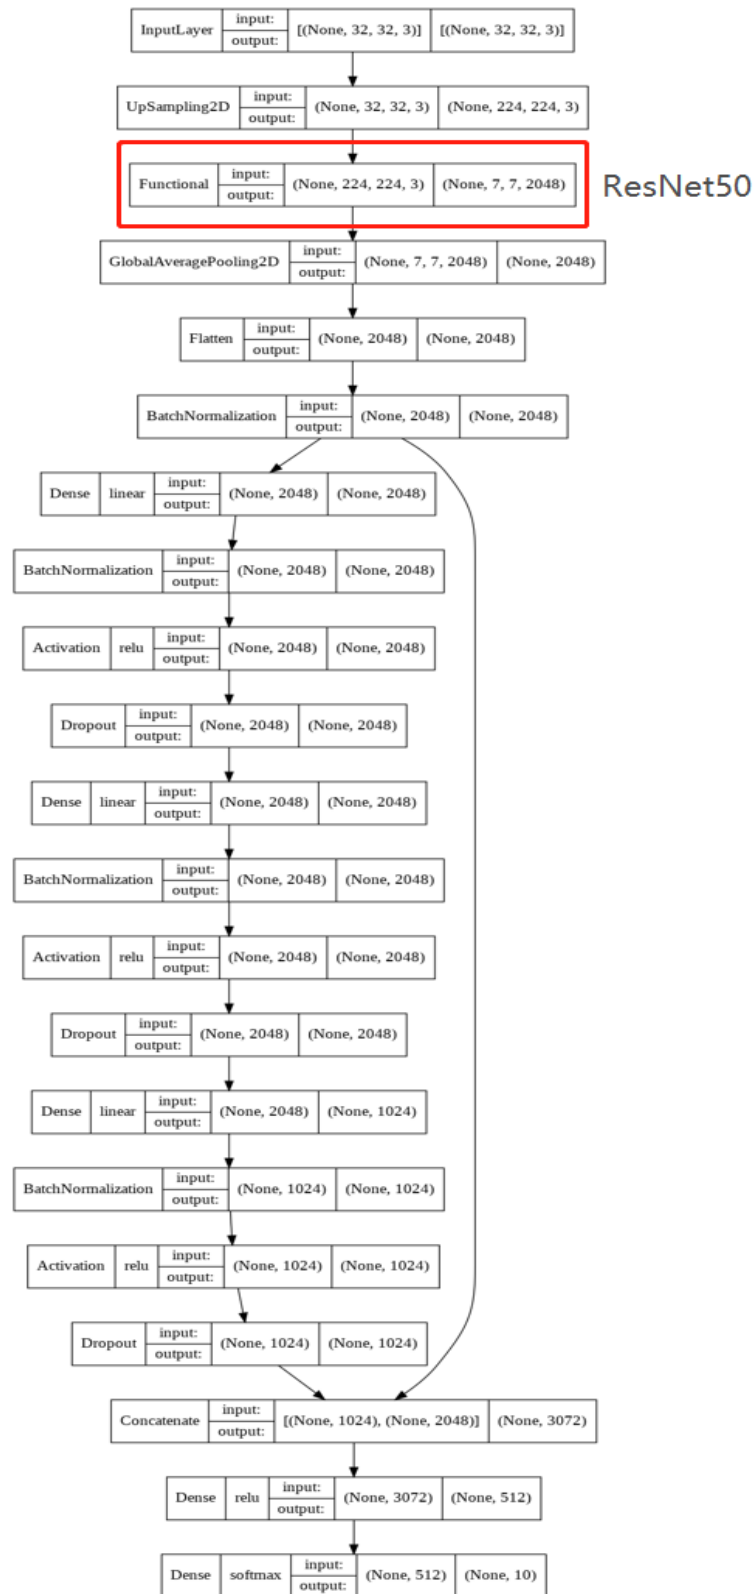 InputLayer input: output: [(None, 32, 32, 3)] [(None, 32, 32, 3)]
UpSampling2D input: output: (None, 32, 32, 3) (None, 224, 224, 3)
Functional input: output: (None, 224, 224, 3) (None, 7, 7, 2048) ResNet50
GlobalAveragePooling2D input: output: (None, 7, 7, 2048) (None, 2048)
Flatten input: output: (None, 2048) (None, 2048)
BatchNormalization input: output: (None, 2048) (None, 2048)
Dense linear input: output: (None, 2048) (None, 2048)
BatchNormalization input: output: (None, 2048) (None, 2048)
Activation relu input: output: (None, 2048) (None, 2048)
Dropout input: output: (None, 2048) (None, 2048)
Dense linear input: output: (None, 2048) (None, 2048)
BatchNormalization input: output: (None, 2048) (None, 2048)
Activation relu input: output: (None, 2048) (None, 2048)
Dropout input: output: (None, 2048) (None, 2048)
Dense linear input: output: (None, 2048) (None, 1024)
BatchNormalization input: output: (None, 1024) (None, 1024)
Activation relu input: output: (None, 1024) (None, 1024)
Dropout input: output: (None, 1024) (None, 1024)
Concatenate input: output: [(None, 1024), (None, 2048)] (None, 3072)
Dense relu input: output: (None, 3072) (None, 512)
Dense softmax input: output: (None, 512) (None, 10)